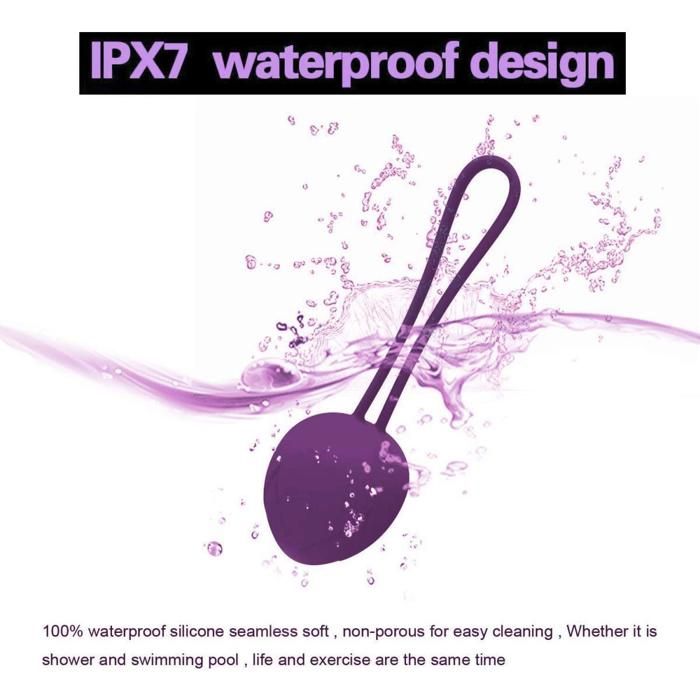 IPX7 waterproof design
100% waterproof silicone seamless soft , non-porous for easy cleaning , Whether it is
shower and swimming pool , life and exercise are the same time